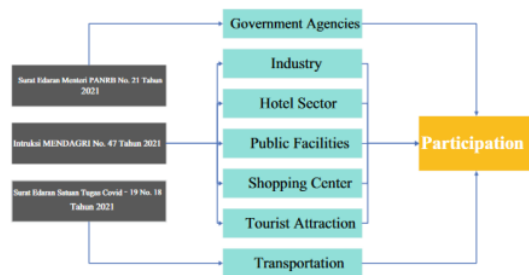 Government Agencies
Surat Edaran Menteri PANRB No. 21 Tahun
2021
Industry
Hotel Sector
Intruksi MENDAGRI No. 47 Tahun 2021
Public Facilities
Participation
Shopping Center
Surat Edaran Satuan Tugas Covid – 19 No. 18
Tahun 2021
Tourist Attraction
Transportation